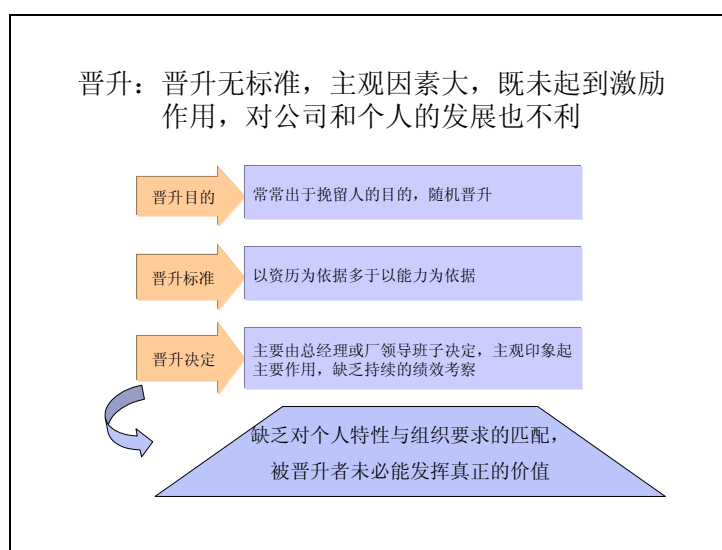 晋升：晋升无标准，主观因素大，既未起到激励
作用，对公司和个人的发展也不利
晋升目的
常常出于挽留人的目的，随机晋升
晋升标准
以资历为依据多于以能力为依据
晋升决定
主要由总经理或厂领导班子决定，主观印象起
主要作用，缺乏持续的绩效考察
缺乏对个人特性与组织要求的匹配，
被晋升者未必能发挥真正的价值